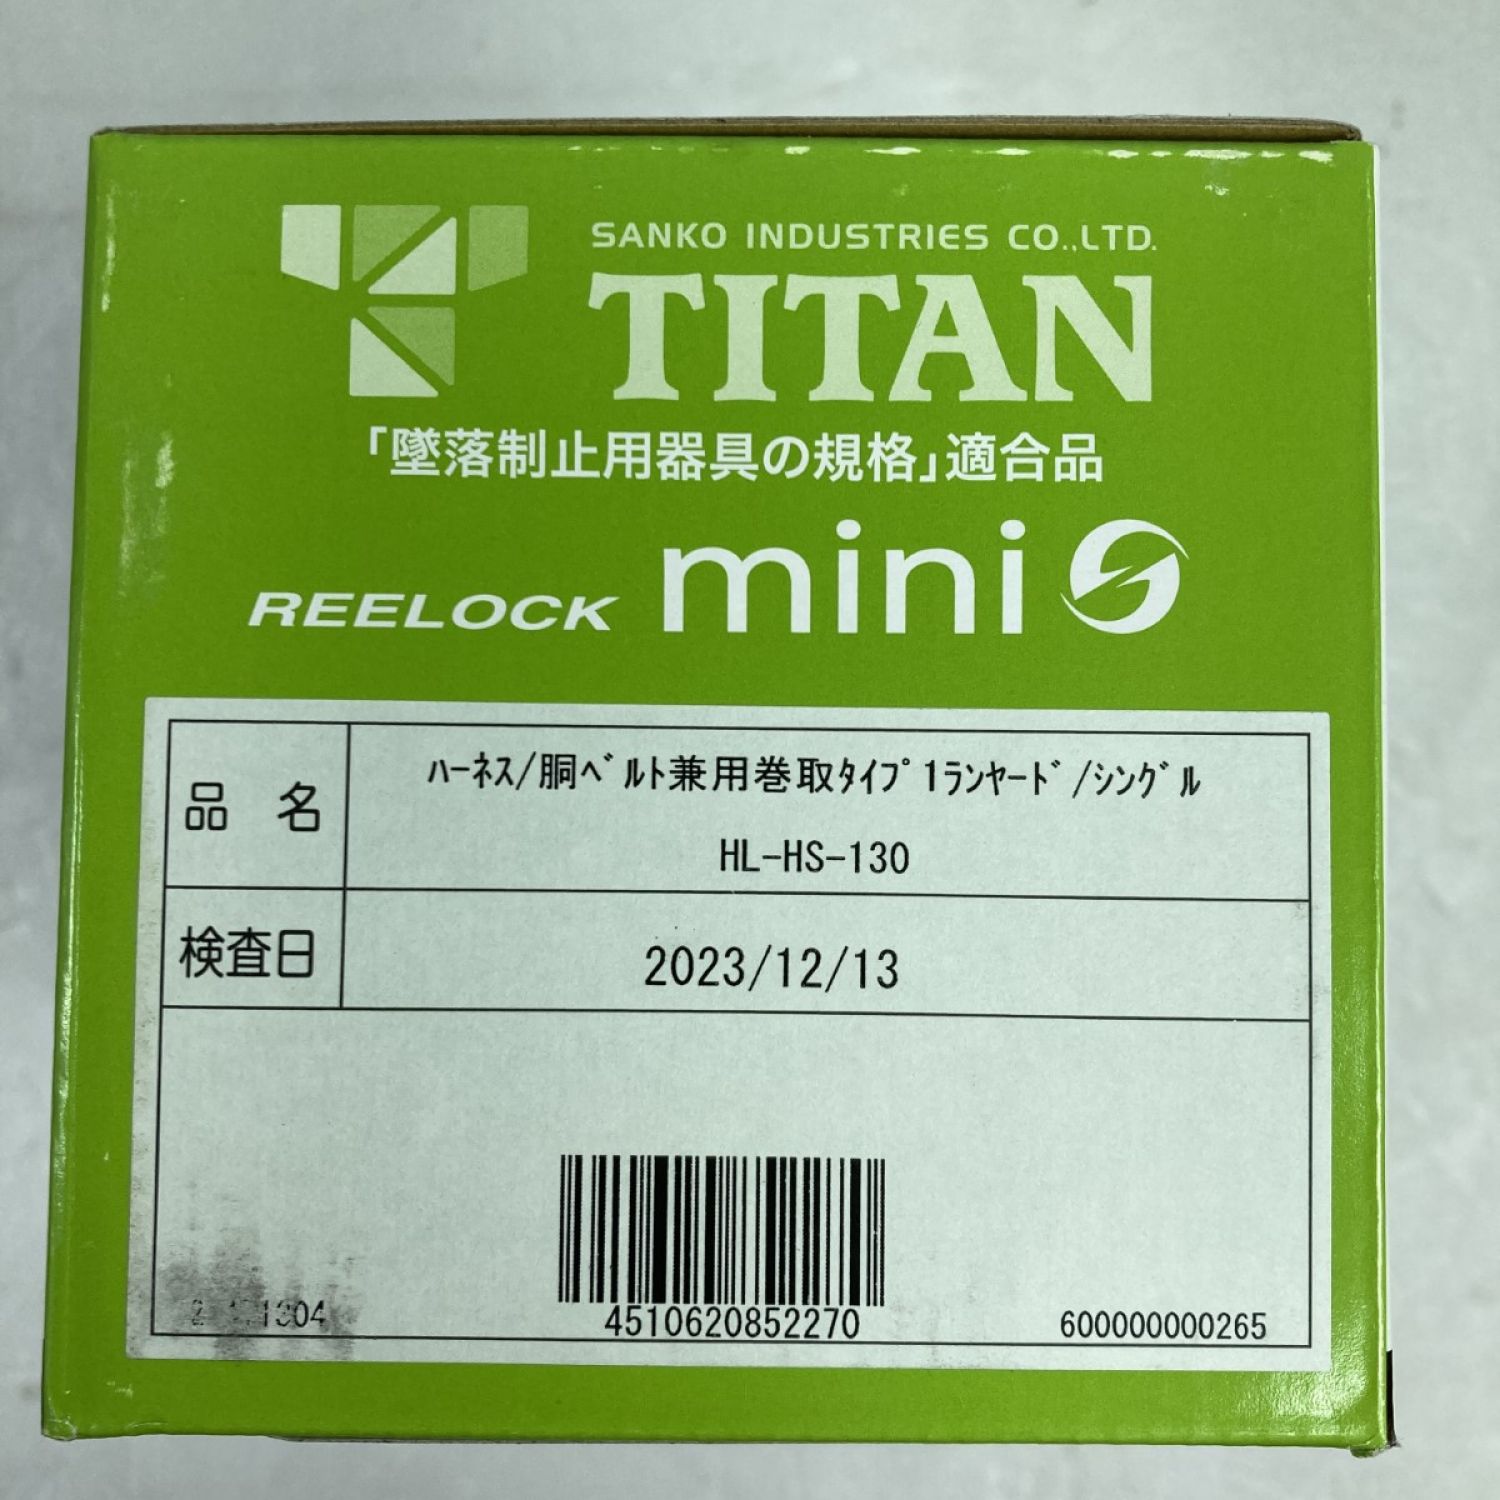 SANKO INDUSTRIES CO.,LTD.
TITAN
「墜落制止用器具の規格」適合品
REELOCK miniS
品 名
ﾊｰﾈｽ/胴ﾍﾞﾙﾄ兼用巻取ﾀｲﾌﾟ1ﾗﾝﾔｰﾄﾞ/ｼﾝｸﾞﾙ
HL-HS-130
検査日
2023/12/13
4510620852270
600000000265